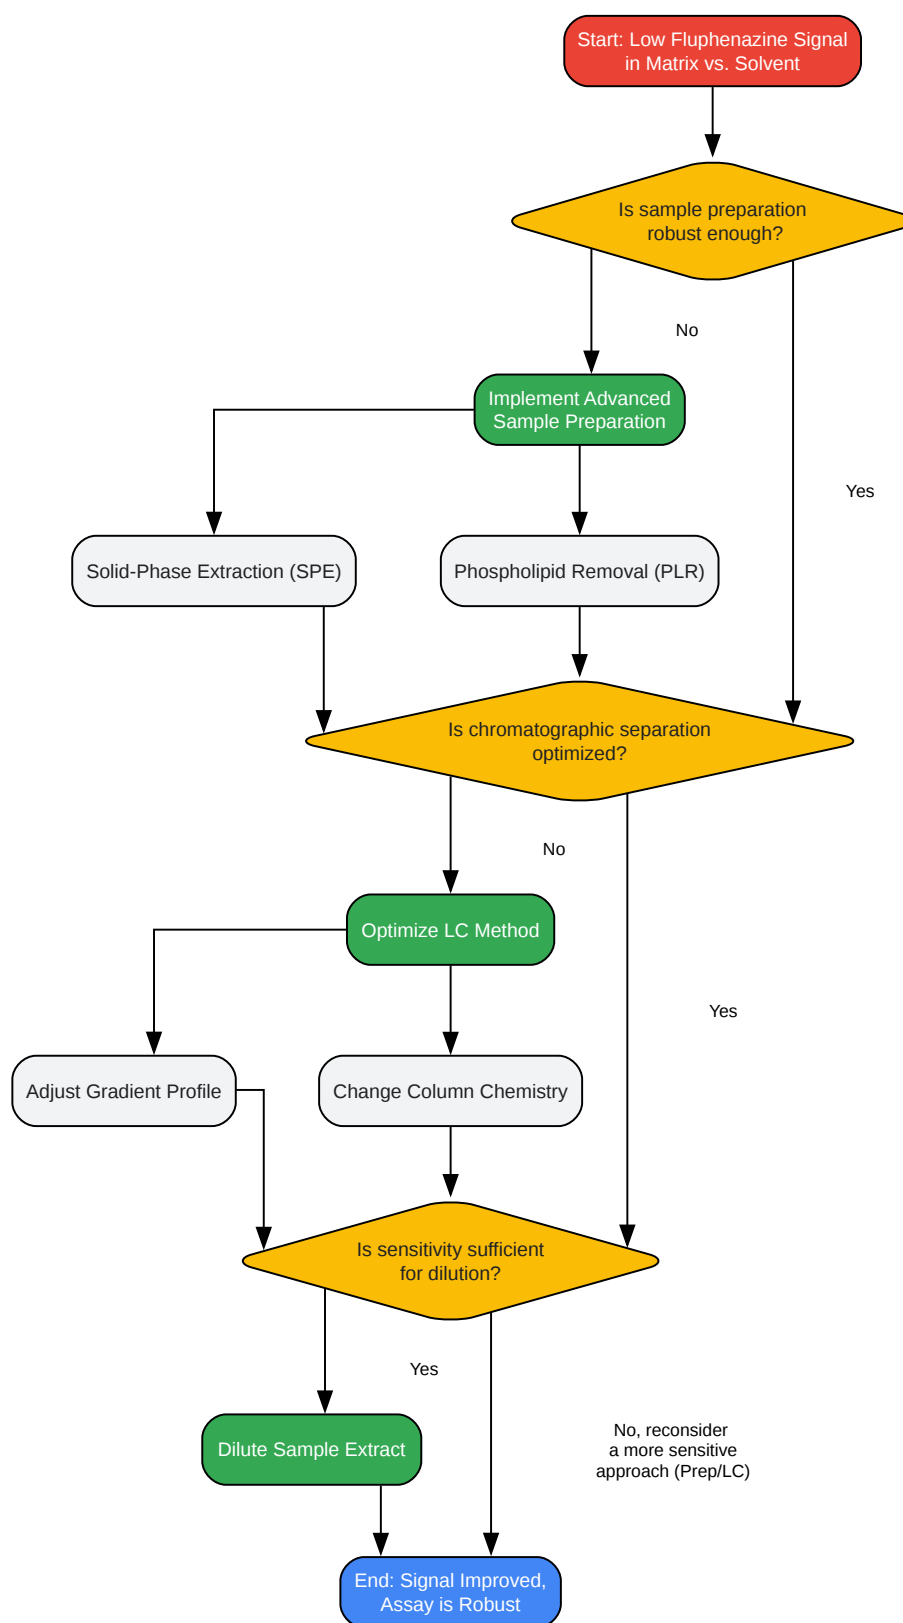 Start: Low Fluphenazine Signal
in Matrix vs. Solvent
Is sample preparation
robust enough?
No
Implement Advanced
Sample Preparation
Yes
Solid-Phase Extraction (SPE)
Phospholipid Removal (PLR)
Is chromatographic separation
optimized?
No
Optimize LC Method
Yes
Adjust Gradient Profile
Change Column Chemistry
Is sensitivity sufficient
for dilution?
Yes
No, reconsider
a more sensitive
approach (Prep/LC)
Dilute Sample Extract
End: Signal Improved,
Assay is Robust